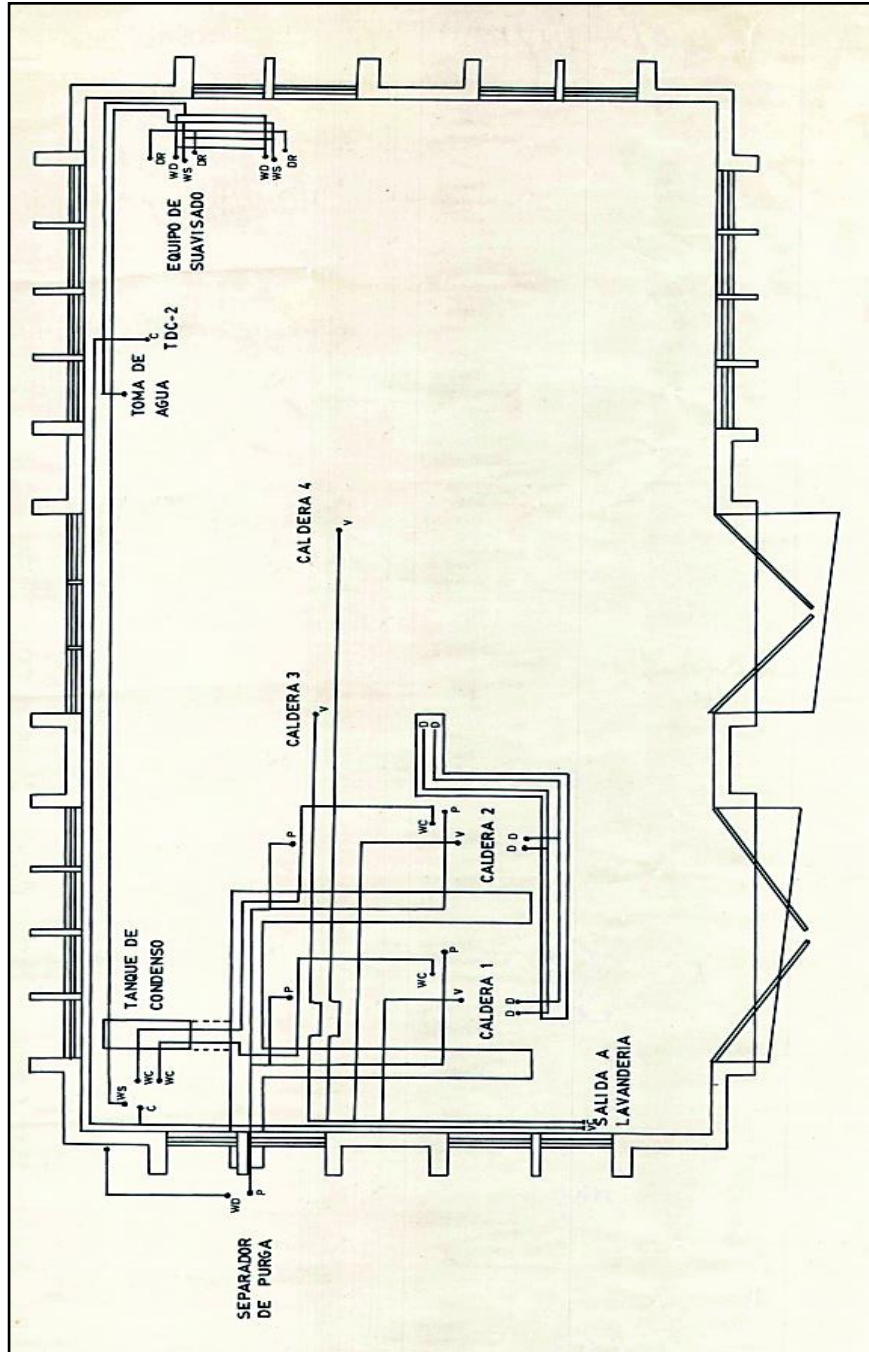 TANQUE DE
CONDENSO
WS
C
WC
WC
TOMA DE
AGUA
C
TDC-2
EQUIPO DE
SUAVISADO
DR
WD
WS
DR
WD
WS
DR
SEPARADOR
DE PURGA
WD
P
CALDERA 3
V
CALDERA 4
V
P
P
WC
P
V
CALDERA 1
D D
WC
P
V
CALDERA 2
D D
D
D
VC
SALIDA A
LAVANDERIA